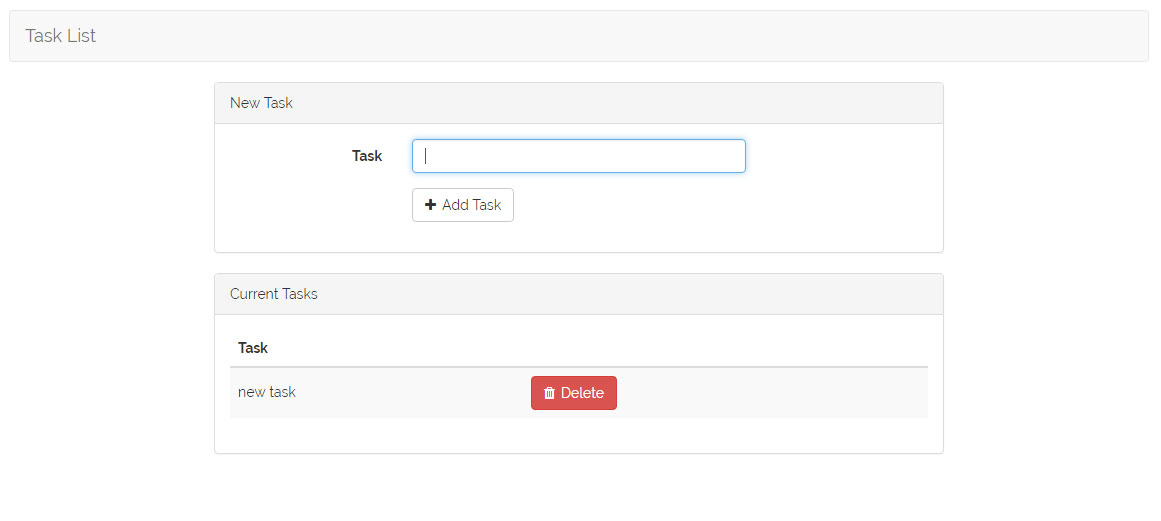 Task List
New Task
Task
Add Task
Current Tasks
Task
new task Delete